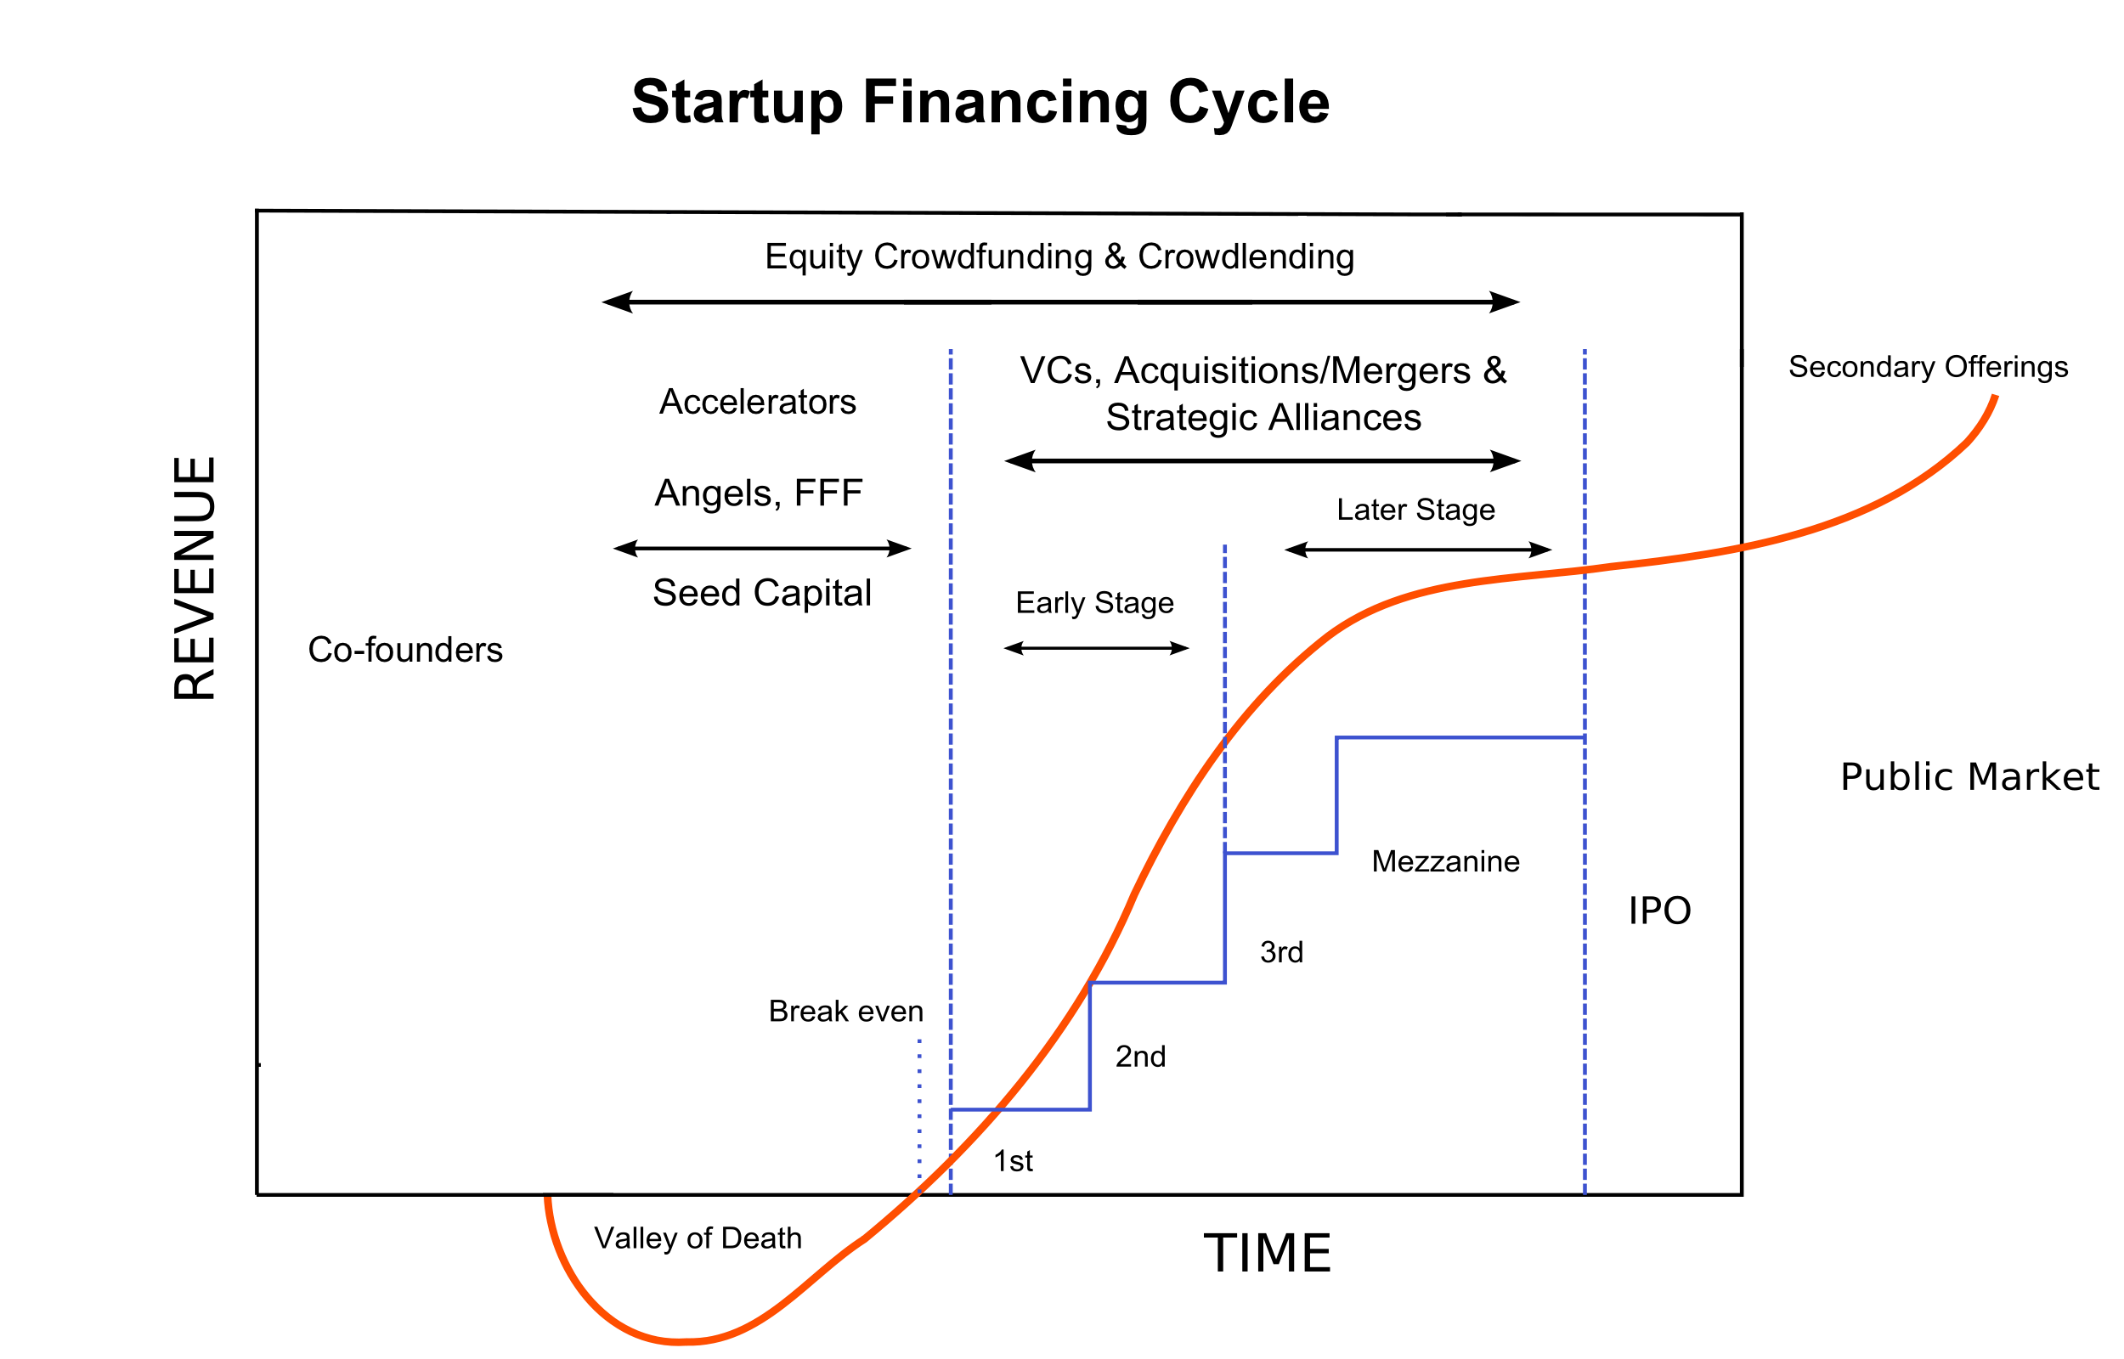 Startup Financing Cycle
Equity Crowdfunding & Crowdlending
VCs, Acquisitions/Mergers &
Strategic Alliances
Secondary Offerings
Accelerators
Angels, FFF
Later Stage
Seed Capital
Early Stage
REVENUE
Co-founders
Public Market
Mezzanine
IPO
3rd
Break even
2nd
1st
Valley of Death
TIME